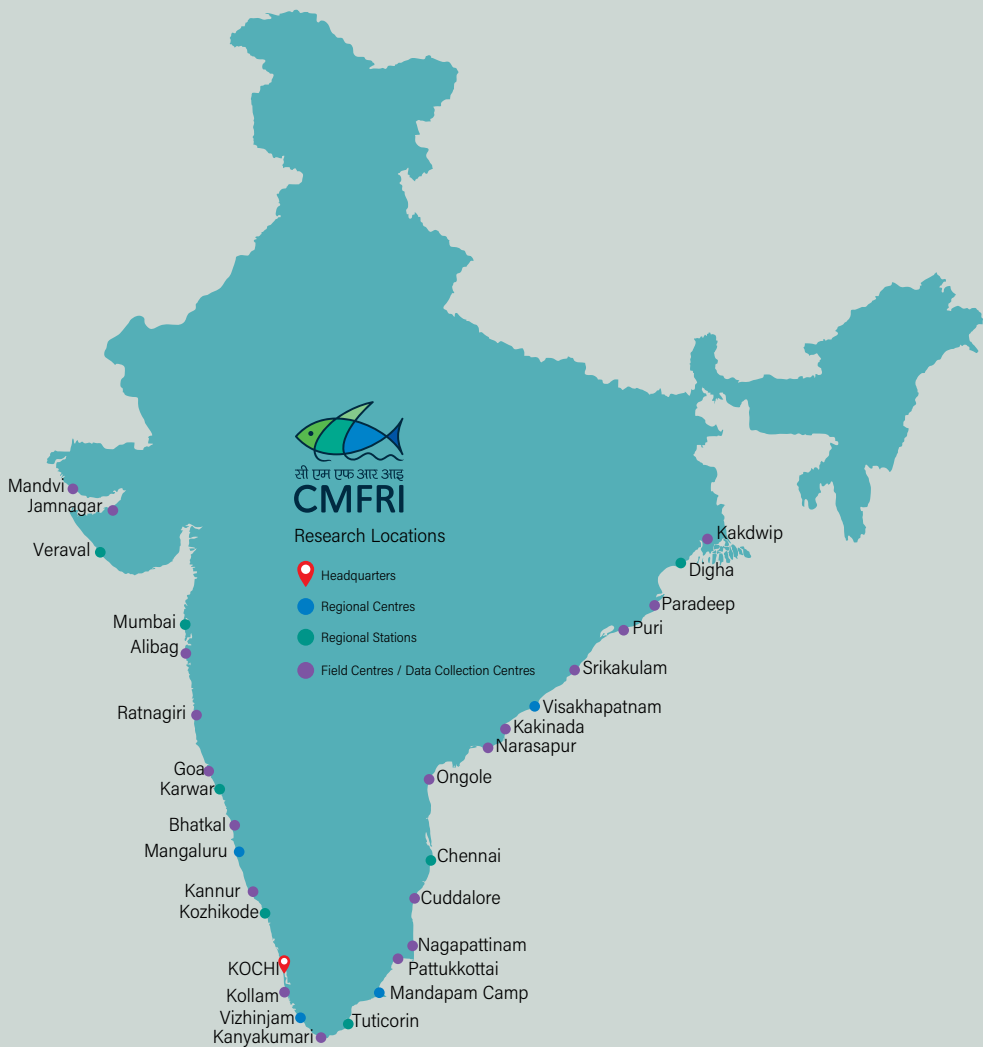 सी एम एफ आर आइ
CMFRI
Research Locations
Headquarters
Regional Centres
Regional Stations
Field Centres / Data Collection Centres
Mandvi
Jamnagar
Veraval
Mumbai
Alibag
Ratnagiri
Goa
Karwar
Bhatkal
Mangaluru
Kannur
Kozhikode
KOCHI
Kollam
Vizhinjam
Kanyakumari
Kakdwip
Digha
Paradeep
Puri
Srikakulam
Visakhapatnam
Kakinada
Narasapur
Ongole
Chennai
Cuddalore
Nagapattinam
Pattukkottai
Mandapam Camp
Tuticorin